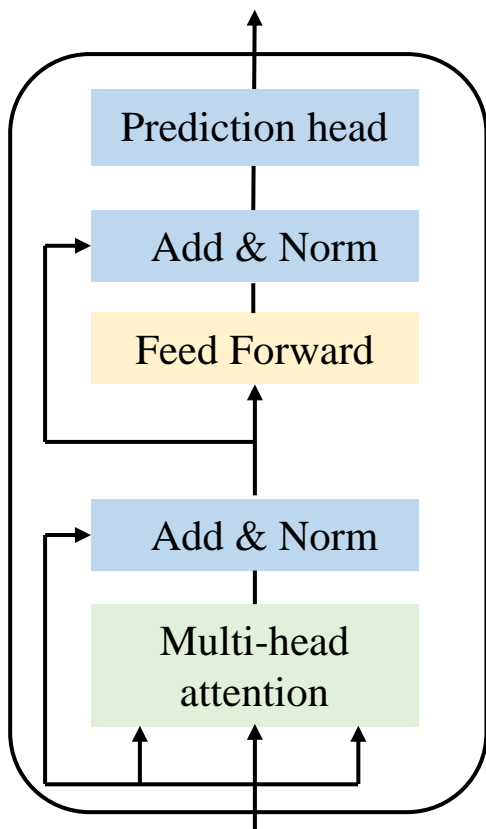 Prediction head
Add & Norm
Feed Forward
Add & Norm
Multi-head
attention